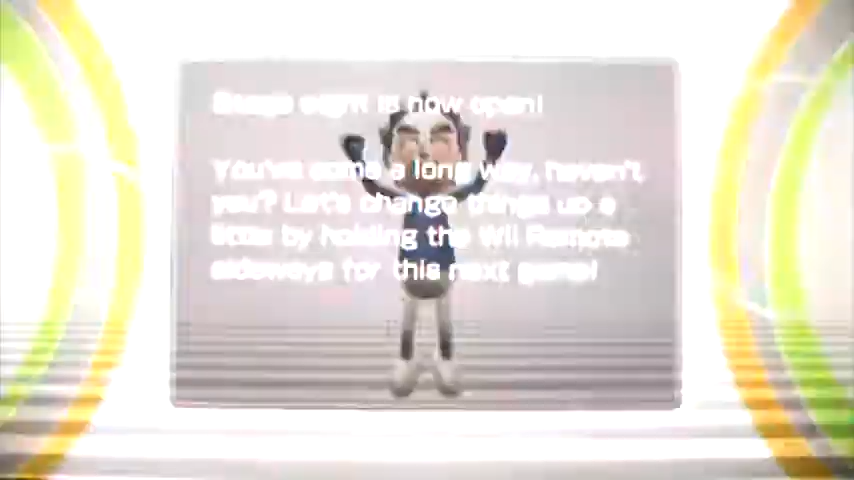 Stage eight is now open!
You've come a long way, haven't
you? Let's change things up a
little by holding the Wii Remote
sideways for this next game!